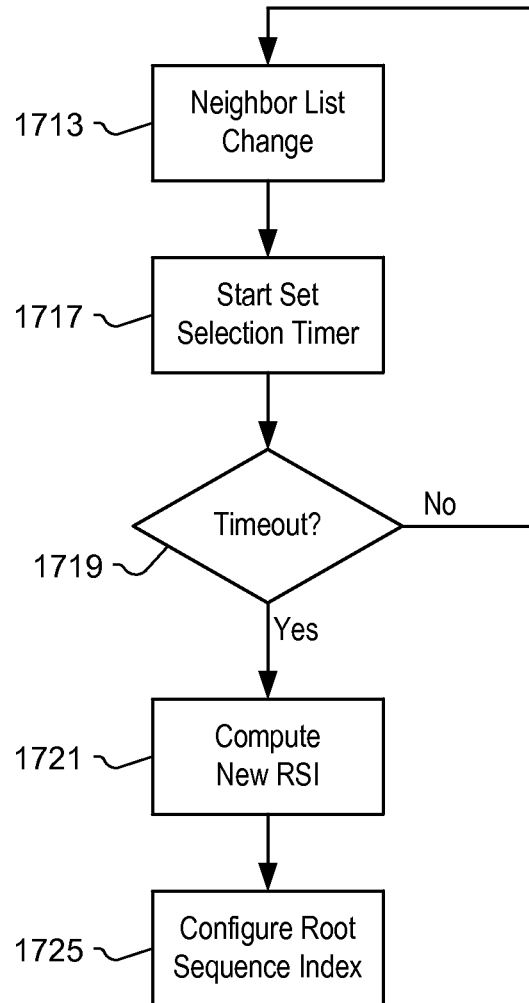 1713
Neighbor List
Change
1717
Start Set
Selection Timer
Timeout?
No
1719
Yes
1721
Compute
New RSI
1725
Configure Root
Sequence Index